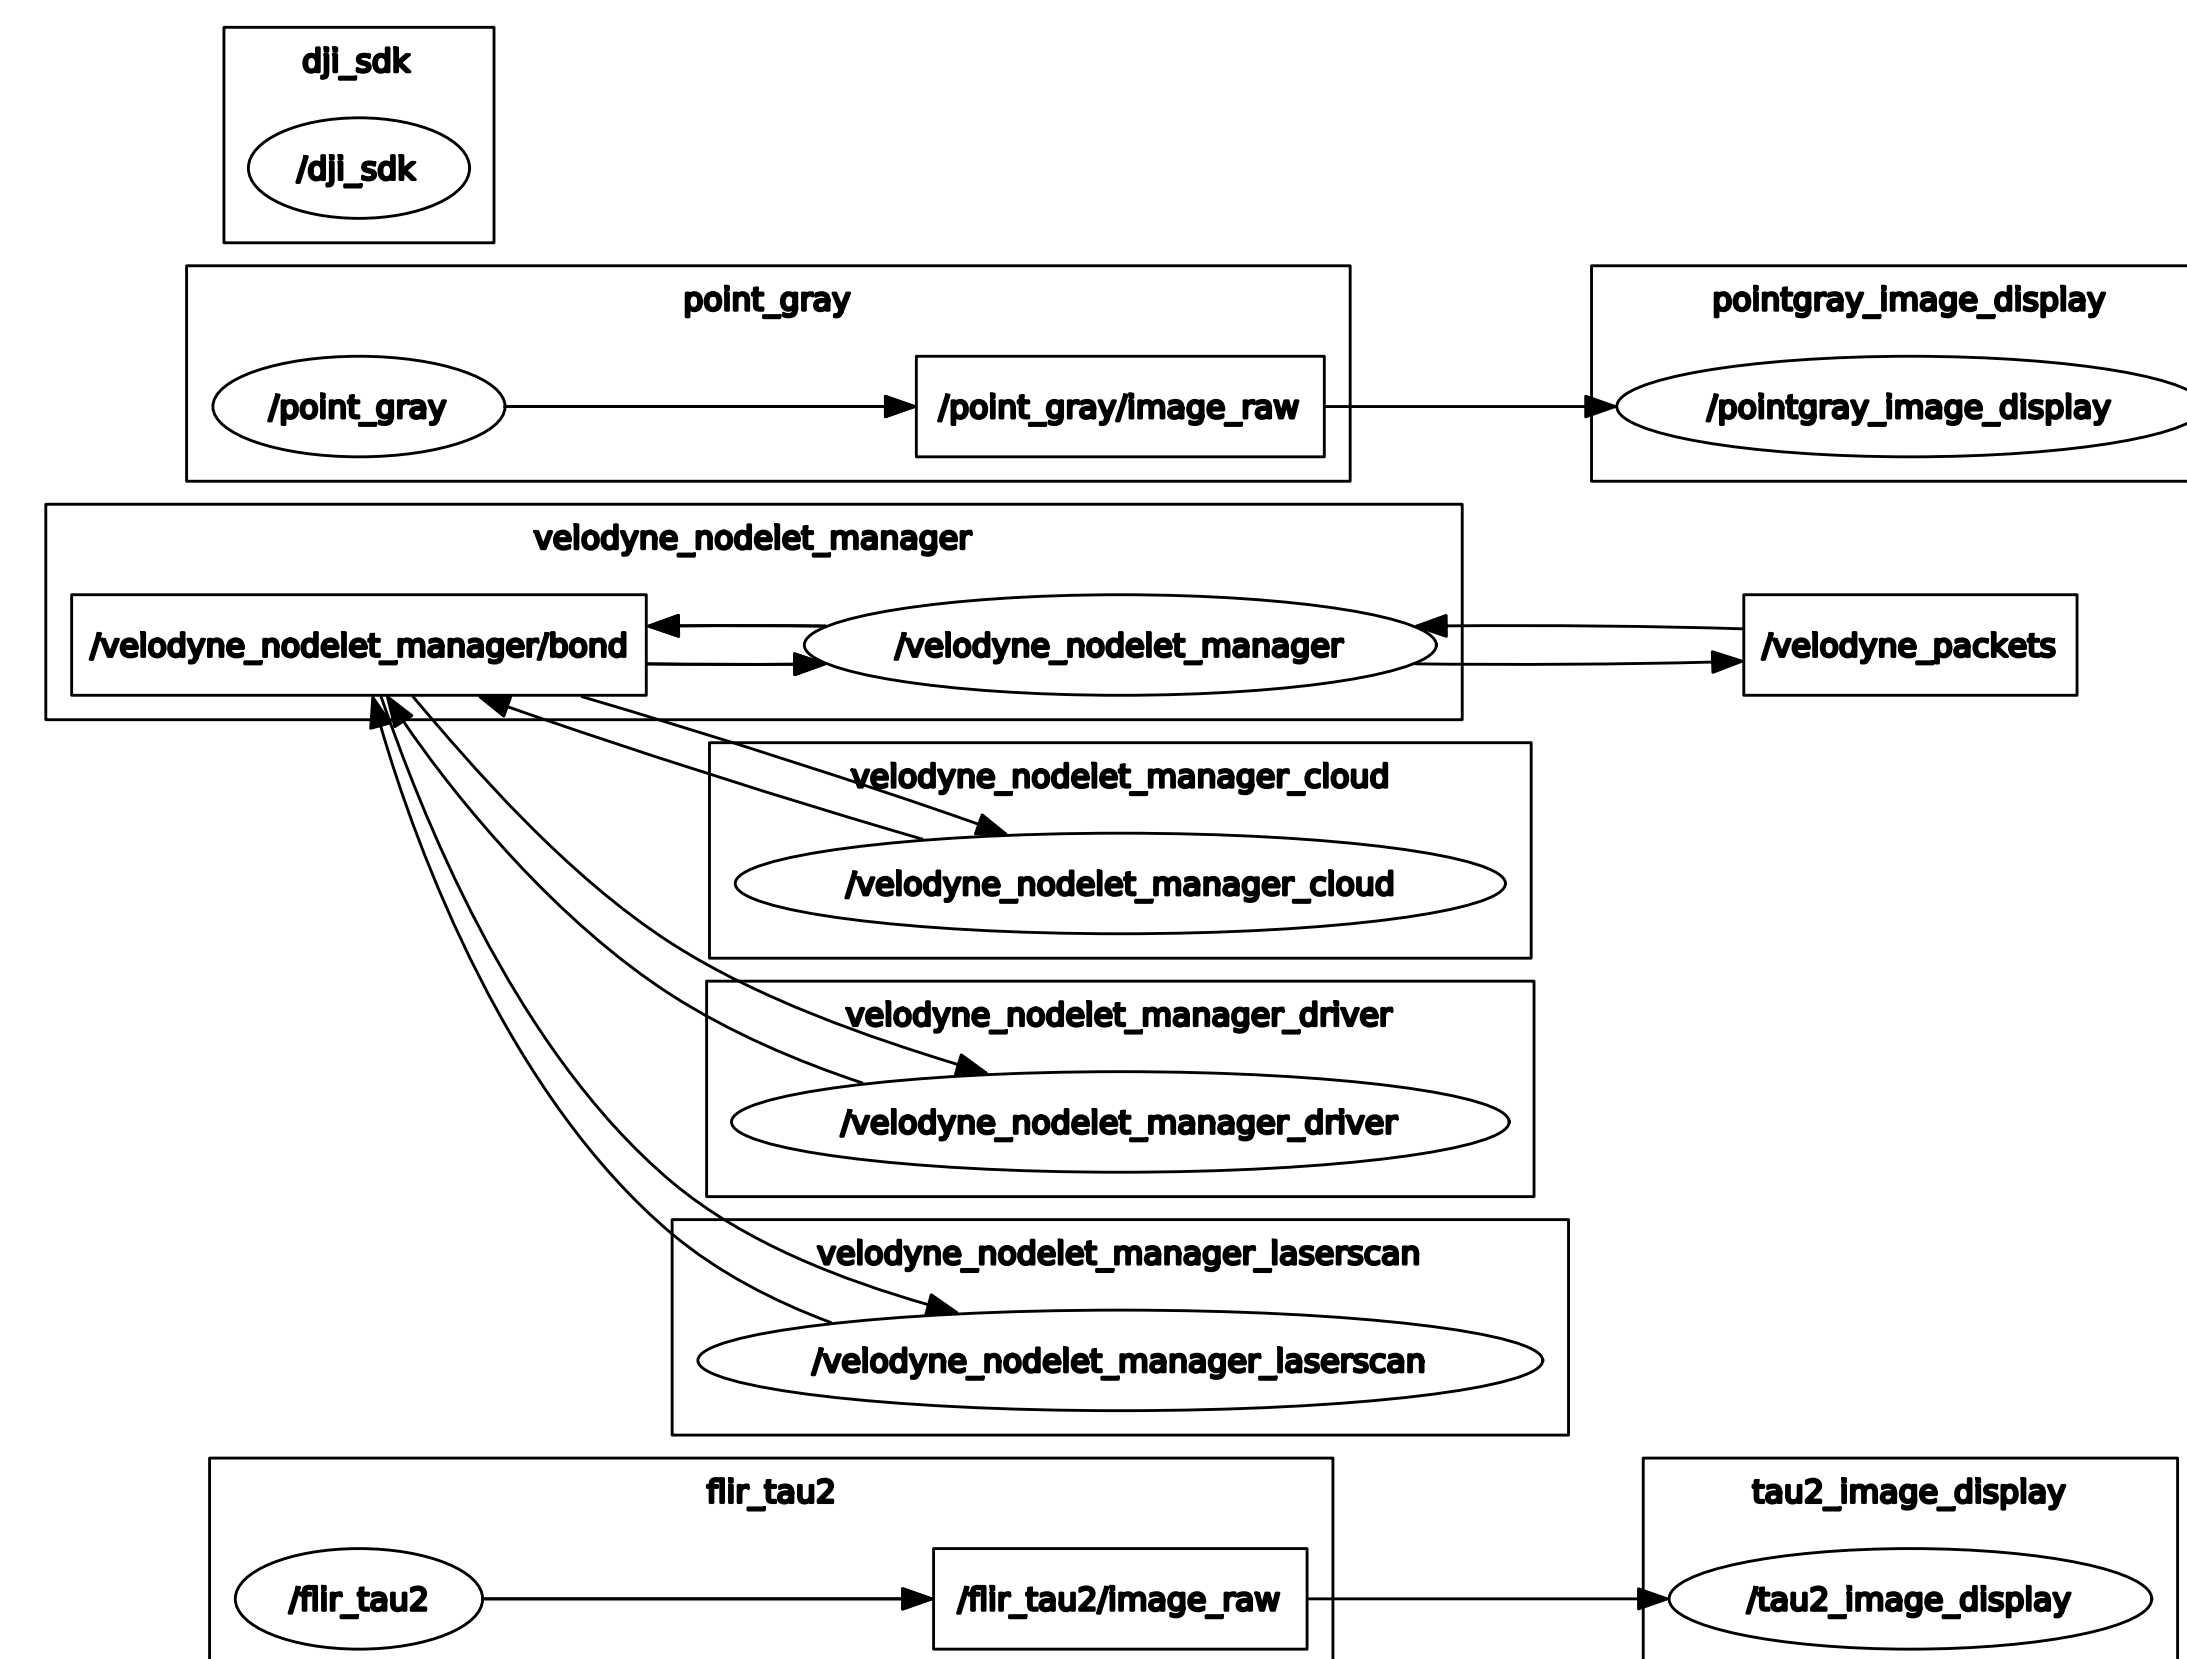 dji_sdk
/dji_sdk
point_gray
pointgray_image_display
/point_gray
/point_gray/image_raw
/pointgray_image_display
velodyne_nodelet_manager
/velodyne_nodelet_manager/bond
/velodyne_nodelet_manager
/velodyne_packets
velodyne_nodelet_manager_cloud
/velodyne_nodelet_manager_cloud
velodyne_nodelet_manager_driver
/velodyne_nodelet_manager_driver
velodyne_nodelet_manager_laserscan
/velodyne_nodelet_manager_laserscan
flir_tau2
tau2_image_display
/flir_tau2
/flir_tau2/image_raw
/tau2_image_display